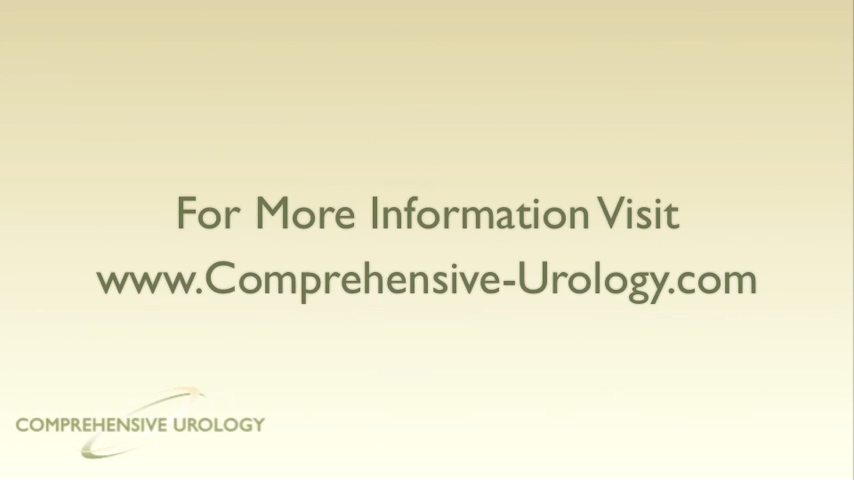 For More Information Visit
www.Comprehensive-Urology.com
COMPREHENSIVE UROLOGY